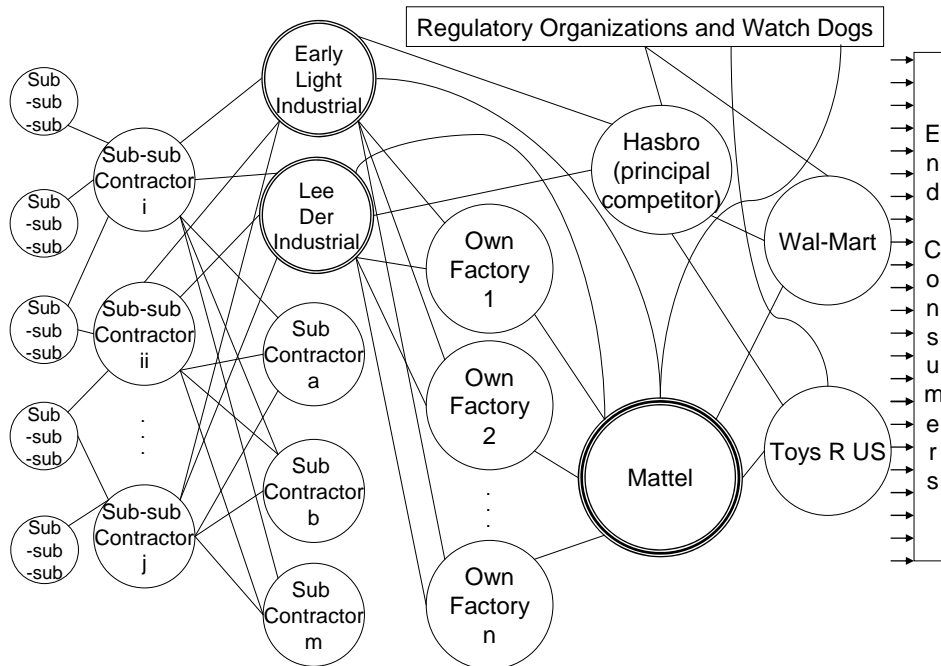 Regulatory Organizations and Watch Dogs
Sub
-sub
-sub
Sub
-sub
-sub
Sub
-sub
-sub
Sub
-sub
-sub
Sub
-sub
-sub
Sub-sub
Contractor
i
Sub-sub
Contractor
ii
.
.
.
Sub-sub
Contractor
j
Early
Light
Industrial
Lee
Der
Industrial
Sub
Contractor
a
Sub
Contractor
b
Sub
Contractor
m
Own
Factory
1
Own
Factory
2
.
.
.
Own
Factory
n
Hasbro
(principal
competitor)
Mattel
Wal-Mart
Toys R US
E
n
d
C
o
n
s
u
m
e
r
s